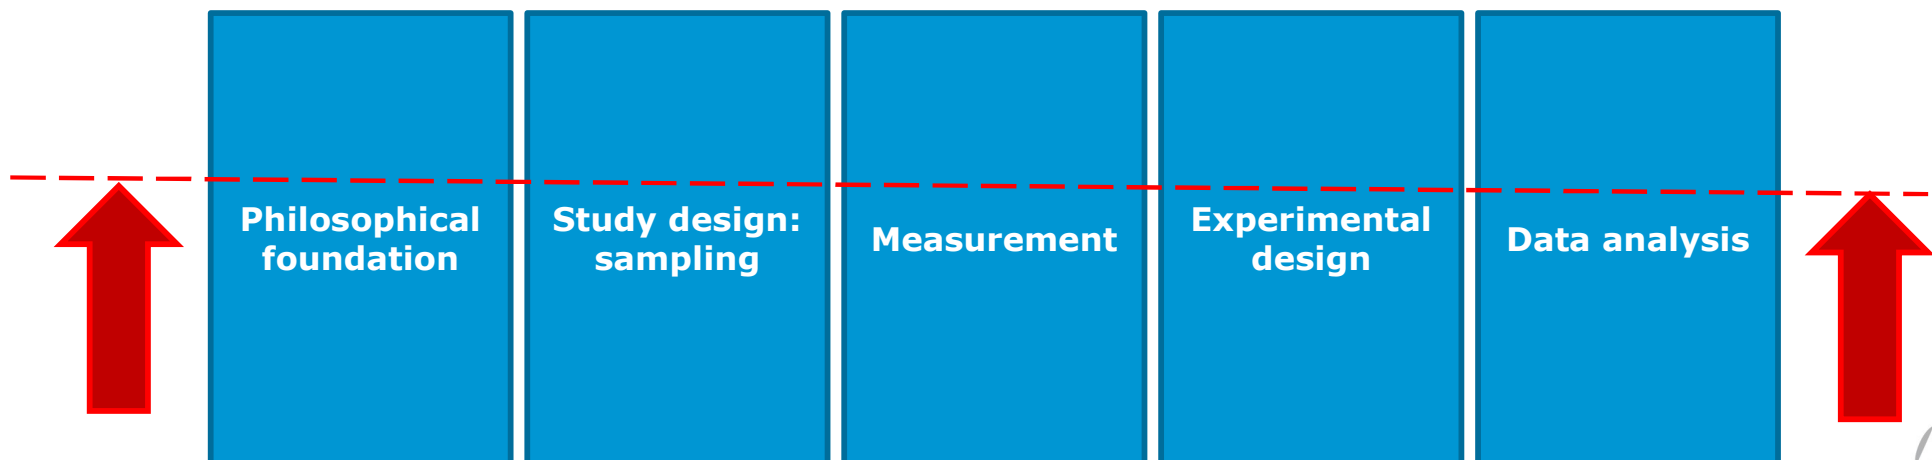 Philosophical
foundation
Study design:
sampling
Measurement
Experimental
design
Data analysis